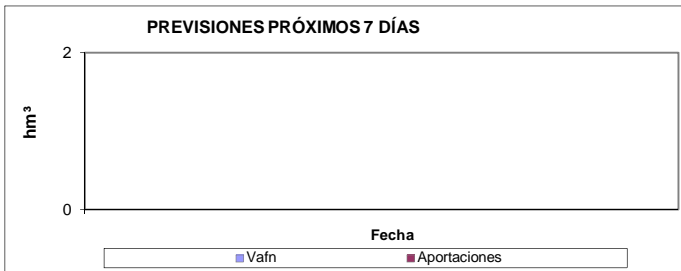 PREVISIONES PRÓXIMOS 7 DÍAS
2
hm³
0
Fecha
Vafn Aportaciones